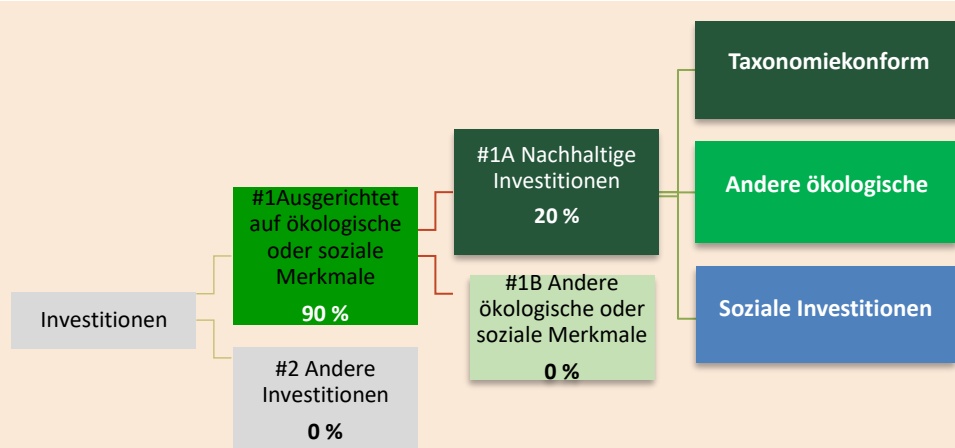 Investitionen
#1Ausgerichtet
auf ökologische
oder soziale
Merkmale
90 %
#2 Andere
Investitionen
0 %
#1A Nachhaltige
Investitionen
20 %
#1B Andere
ökologische oder
soziale Merkmale
0 %
Taxonomiekonform
Andere ökologische
Soziale Investitionen